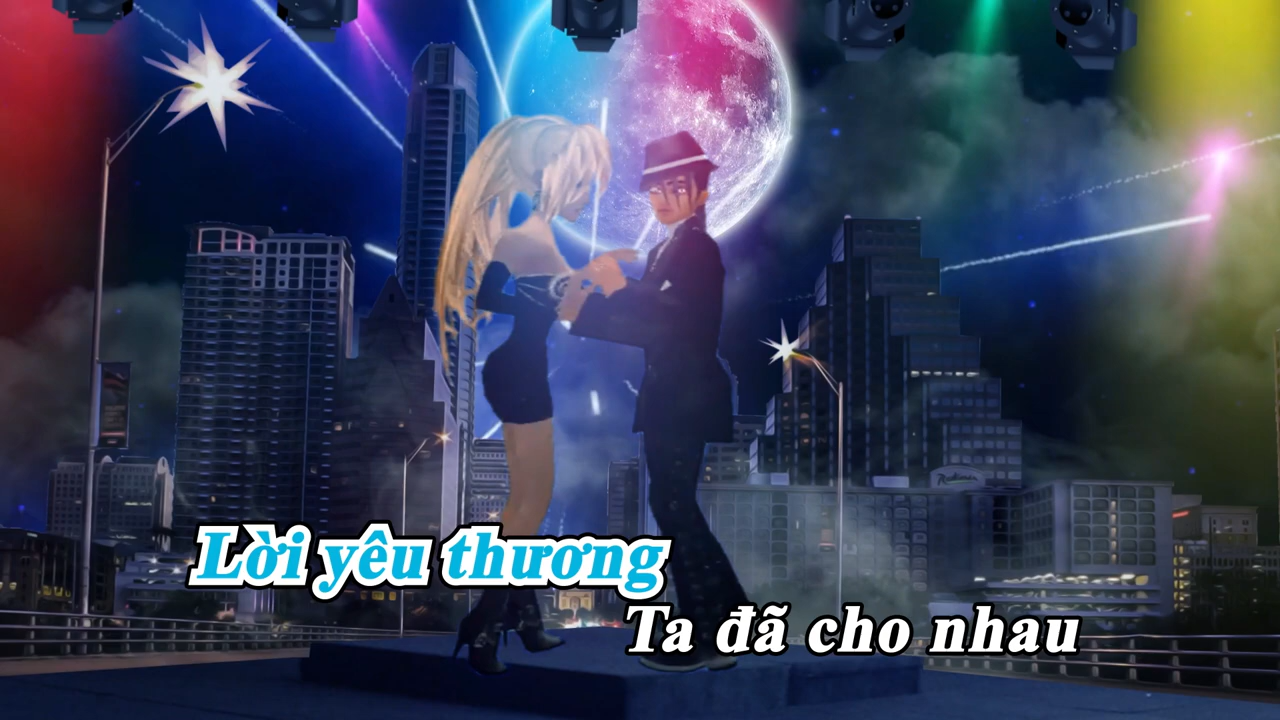 Lời yêu thương
Ta đã cho nhau